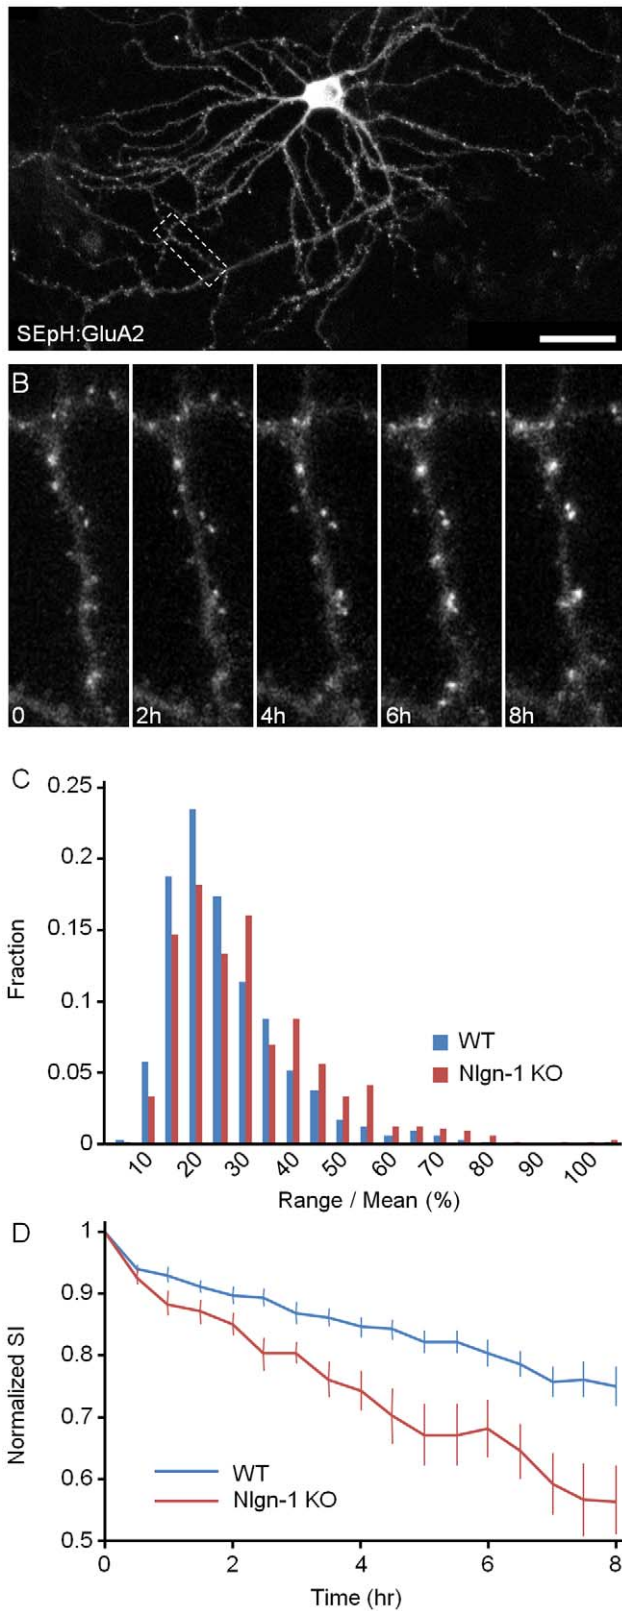 SEpH:GluA2
B
0
2h
4h
6h
8h
C
0.25
0.2
0.15
0.1
0.05
0
Fraction
WT
Nlgn-1 KO
10 20 30 40 50 60 70 80 90 100
Range / Mean (%)
D
1
0.9
0.8
0.7
0.6
0.5
Normalized SI
WT
Nlgn-1 KO
0 2 4 6 8
Time (hr)